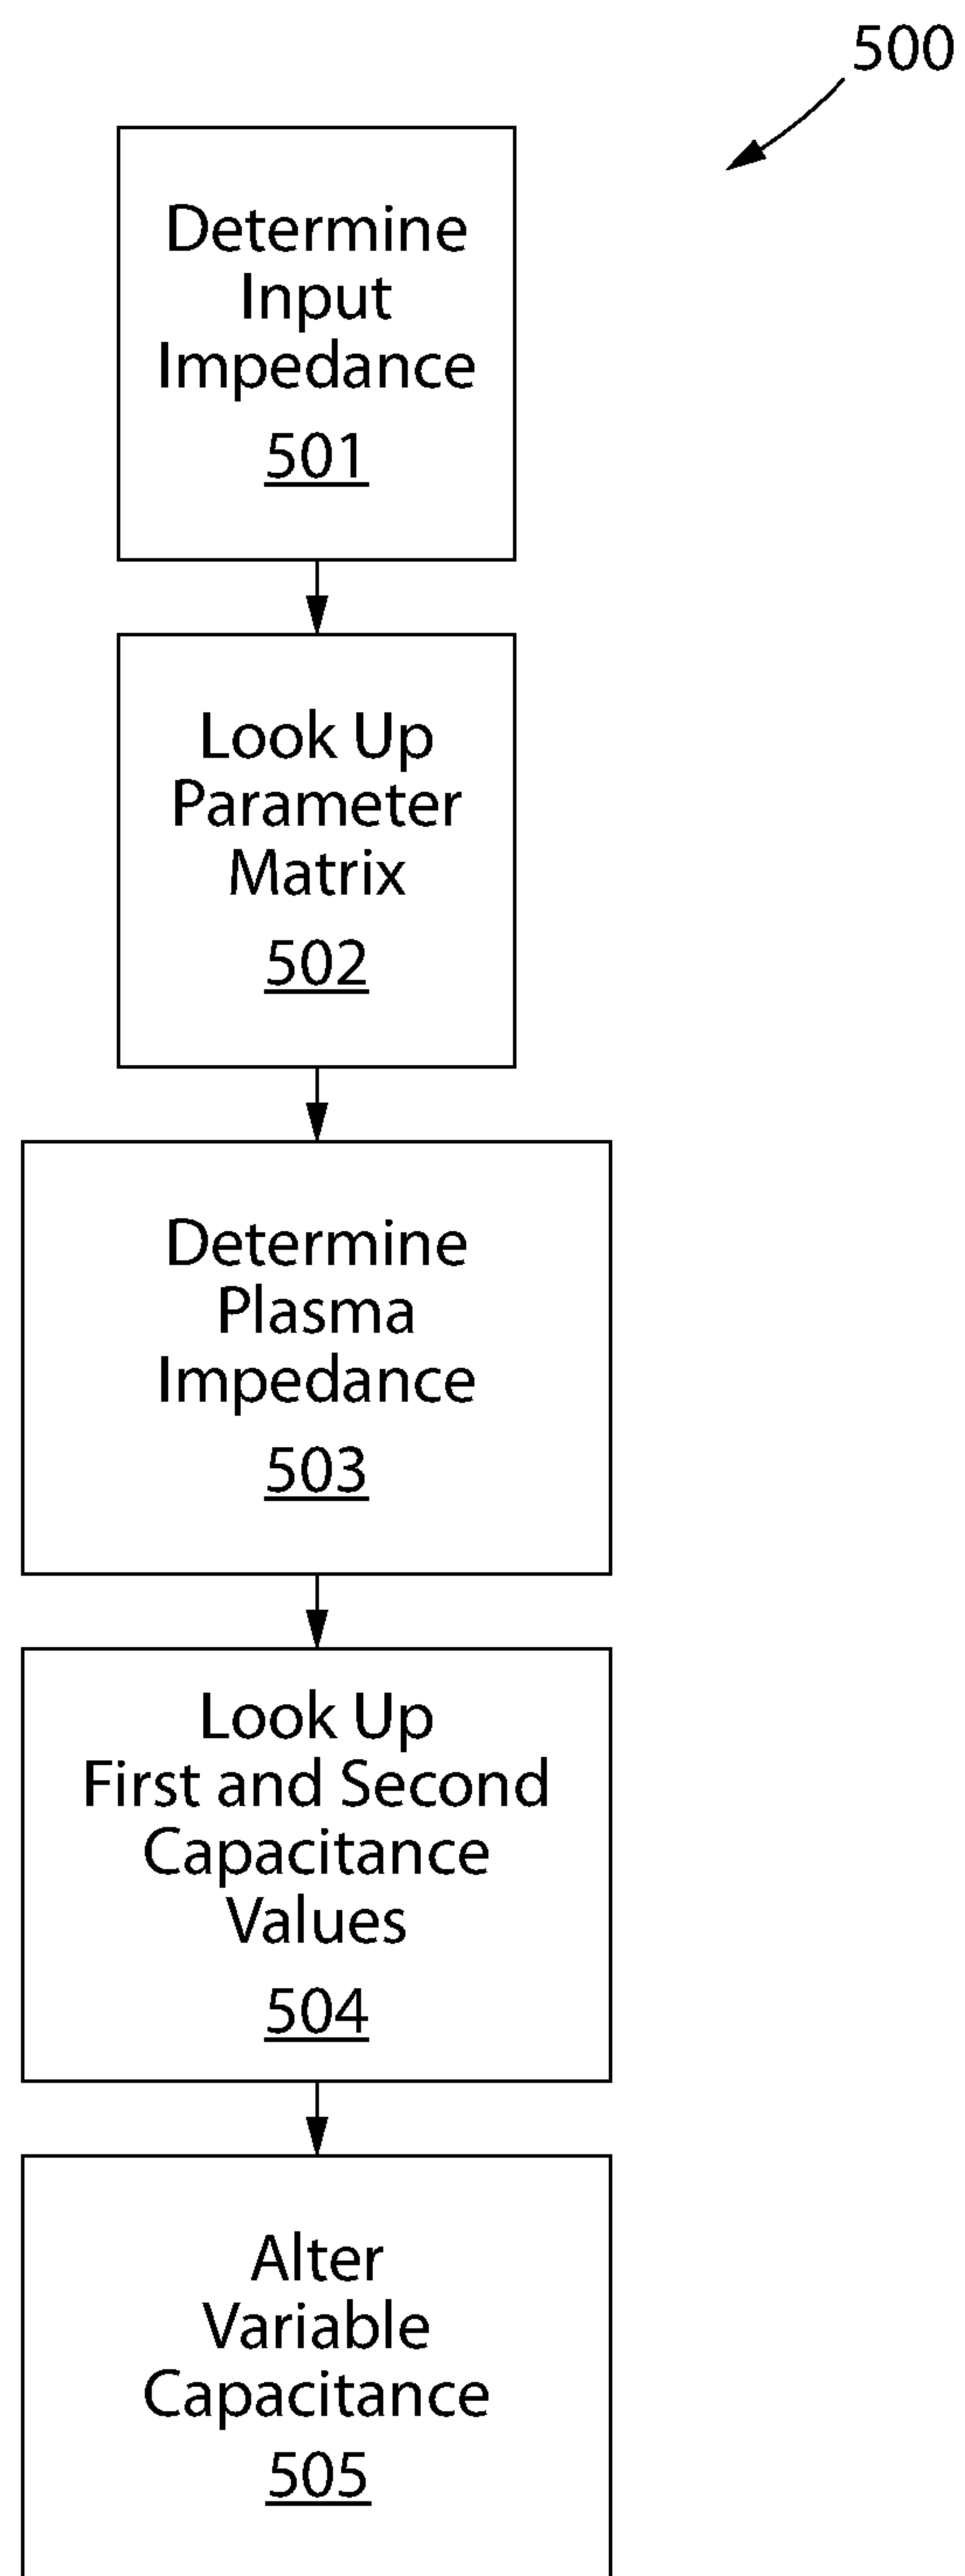 500
Determine
Input
Impedance
501
Look Up
Parameter
Matrix
502
Determine
Plasma
Impedance
503
Look Up
First and Second
Capacitance
Values
504
Alter
Variable
Capacitance
505